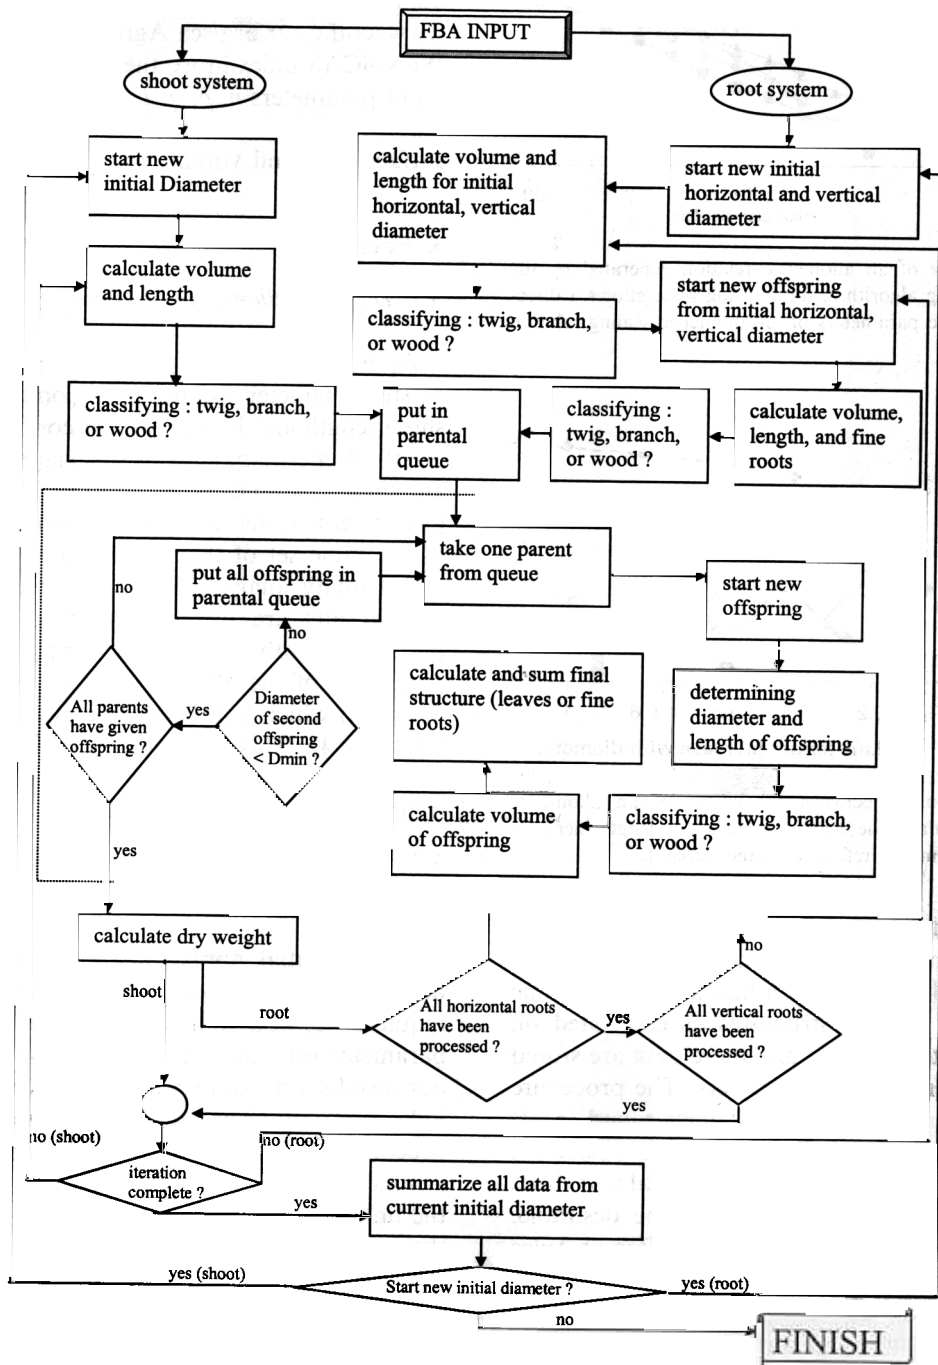 FBA INPUT
shoot system
root system
start new
initial Diameter
calculate volume and
length for initial
horizontal, vertical
diameter
start new initial
horizontal and vertical
diameter
calculate volume
and length
classifying : twig, branch,
or wood ?
start new offspring
from initial horizontal,
vertical diameter
classifying : twig, branch,
or wood ?
put in
parental
queue
classifying :
twig, branch,
or wood ?
calculate volume,
length, and fine
roots
take one parent
from queue
no
put all offspring in
parental queue
start new
offspring
no
calculate and sum final
structure (leaves or fine
roots)
determining
diameter and
length of offspring
All parents
have given
offspring ?
yes
Diameter
of second
offspring
< Dmin ?
calculate volume
of offspring
classifying : twig, branch,
or wood ?
yes
calculate dry weight
no
shoot
root
All horizontal roots
have been
processed ?
yes
All vertical roots
have been
processed ?
yes
no (shoot)
no (root)
iteration
complete ?
yes
summarize all data from
current initial diameter
yes (shoot)
Start new initial diameter ?
yes (root)
no
FINISH